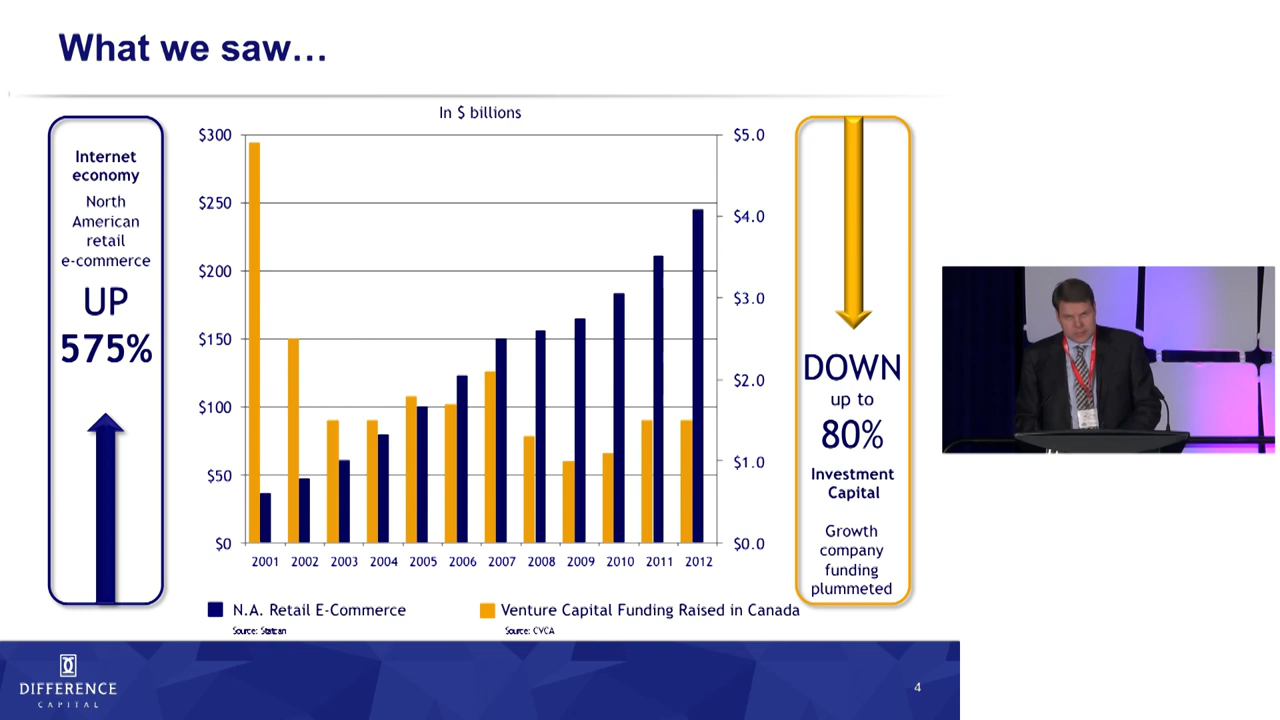 What we saw...
In $ billions
Internet
economy
North
American
retail
e-commerce
UP
575%
$300
$250
$200
$150
$100
$50
$0
$5.0
$4.0
$3.0
$2.0
$1.0
$0.0
2001 2002 2003 2004 2005 2006 2007 2008 2009 2010 2011 2012
DOWN
up to
80%
Investment
Capital
Growth
company
funding
plummeted
N.A. Retail E-Commerce
Source: Statcan
Venture Capital Funding Raised in Canada
Source: CVCA
DIFFERENCE
CAPITAL
4